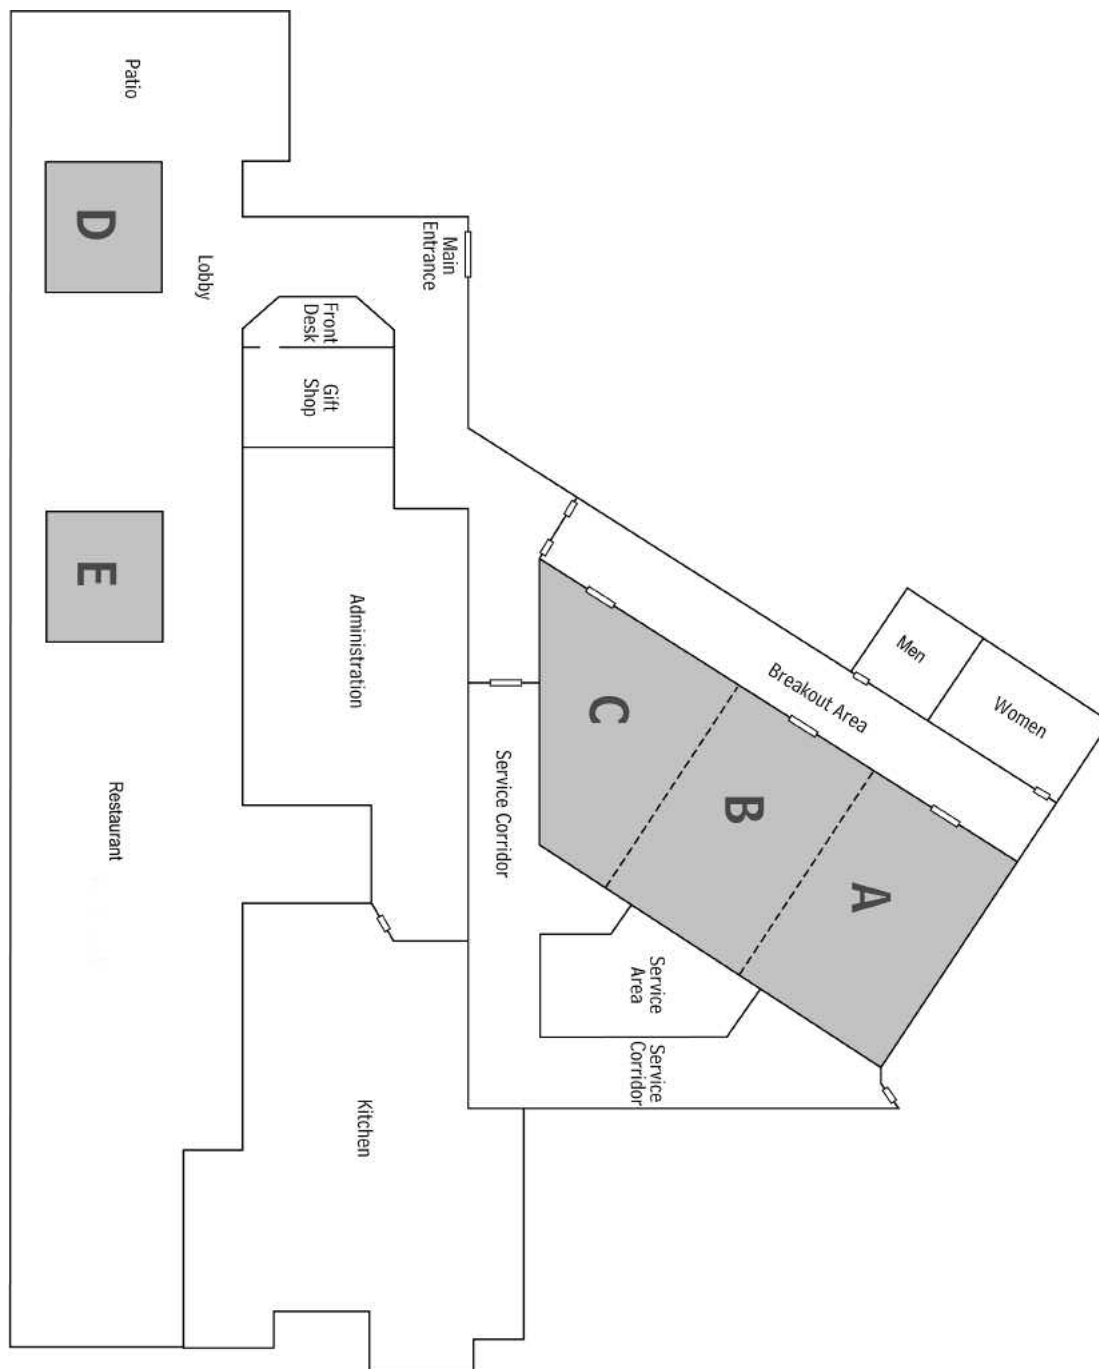 Women
Men
Breakout Area
A
B
C
Service
Area
Service
Corridor
Service Corridor
Main
Entrance
Front
Desk
Gift
Shop
Administration
Kitchen
Lobby
Patio
D
E
Restaurant